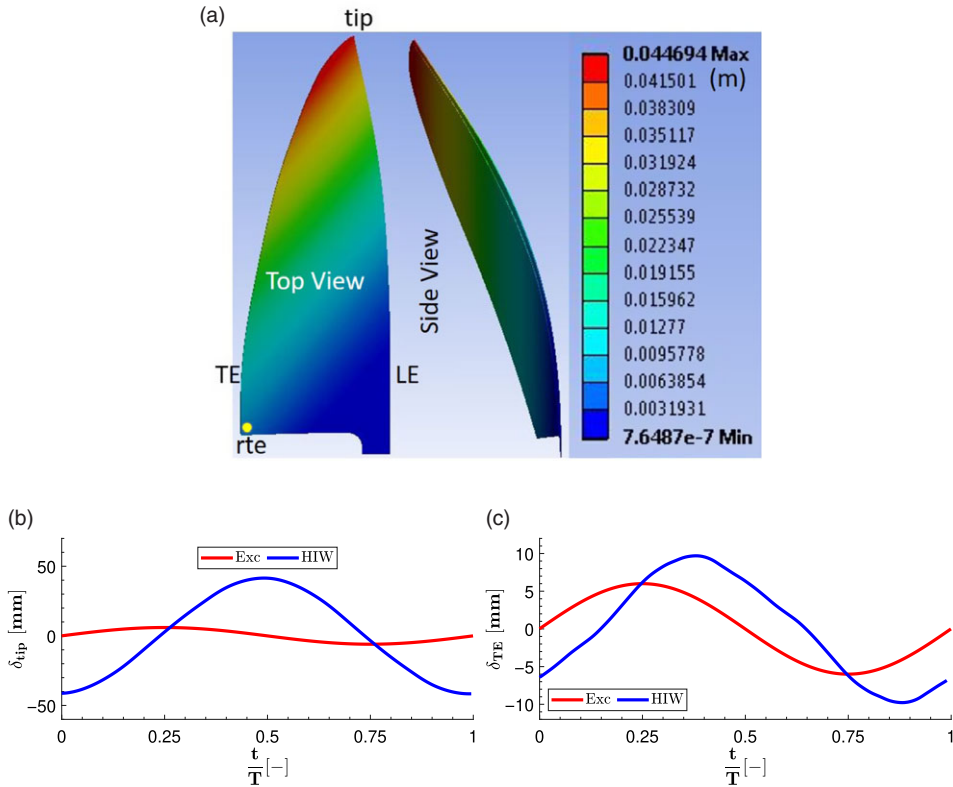 (a)
tip
0.044694 Max
(m)
0.041501
0.038309
0.035117
0.031924
0.028732
0.025539
0.022347
0.019155
0.015962
0.01277
0.0095778
0.0063854
0.0031931
7.6487e-7 Min
Top View
Side View
TE
LE
rte
(b)
Exc HIW
50
0
−50
δtip [mm]
0 0.25 0.5 0.75 1
t/T [-]
(c)
10
5
0
−5
−10
δTE [mm]
Exc HIW
0 0.25 0.5 0.75 1
t/T [-]